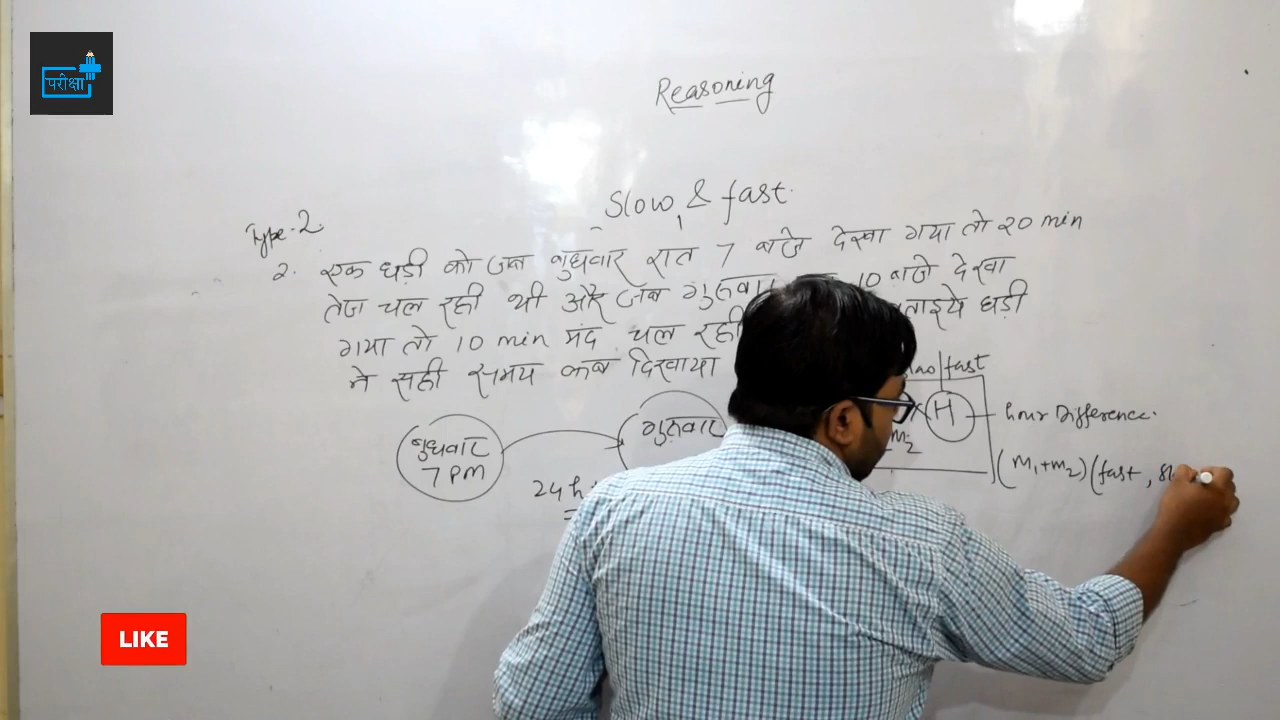 परीक्षा
Reasoning
Slow & fast.
Type-2
2. एक घड़ी को जब बुधवार रात 7 बजे देखा गया तो 20 min
तेज चल रही थी और जब गुरुवार 10 बजे देखा
गया तो 10 min मंद चल रही बताइये घड़ी
ने सही समय कब दिखाया
fast
बुधवार
7 PM
गुरुवार
24 h
H
hour Difference.
m2
(m1+m2) (fast,
LIKE